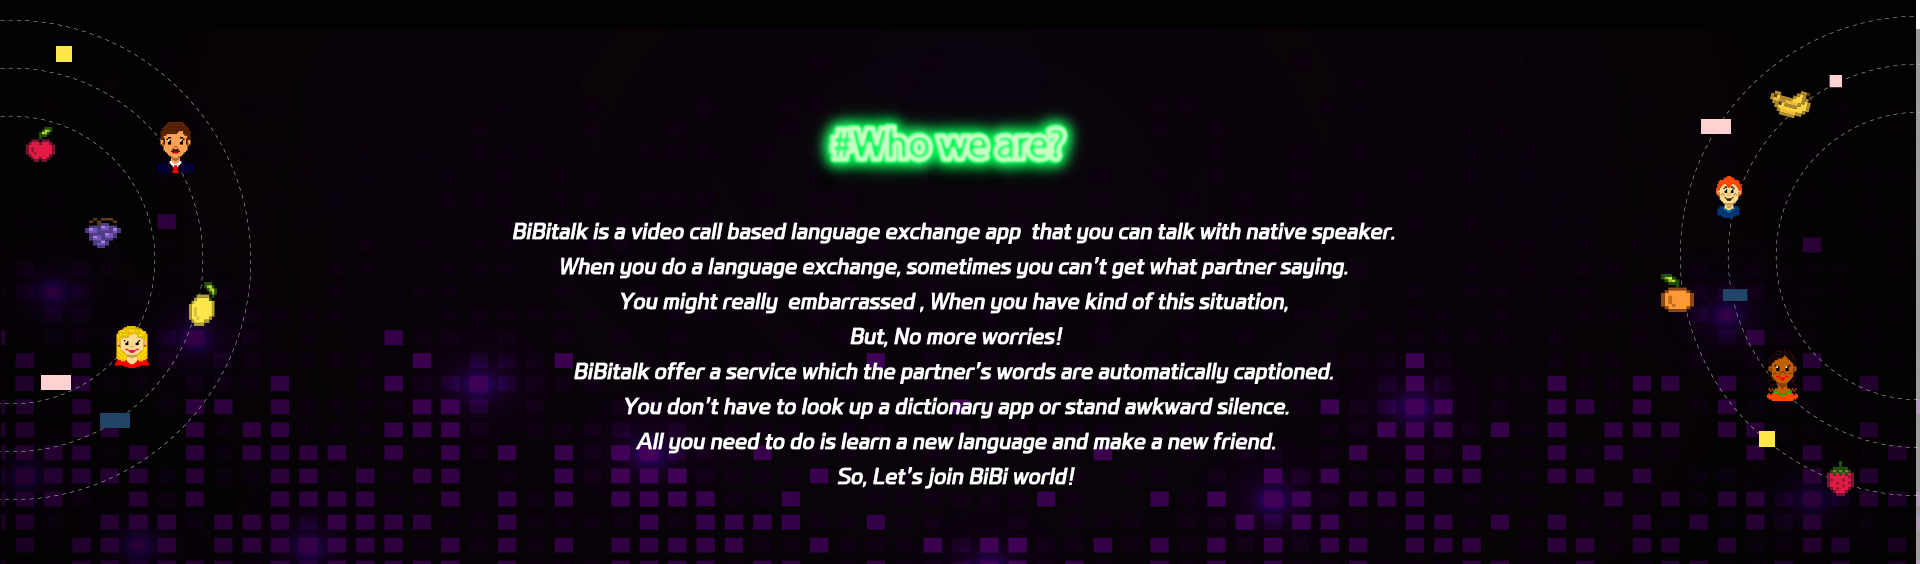 #Who we are?
BiBitalk is a video call based language exchange app  that you can talk with native speaker.
When you do a language exchange, sometimes you can't get what partner saying.
You might really  embarrassed , When you have kind of this situation,
But, No more worries!
BiBitalk offer a service which the partner's words are automatically captioned.
You don't have to look up a dictionary app or stand awkward silence.
All you need to do is learn a new language and make a new friend.
So, Let's join BiBi world!